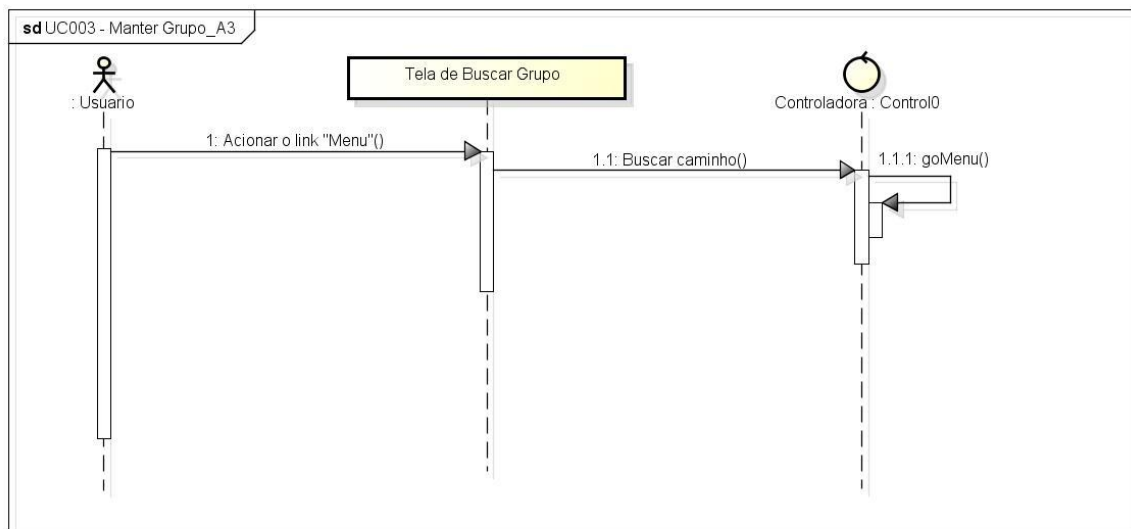 sd UC003 - Manter Grupo_A3
: Usuario
Tela de Buscar Grupo
Controladora : Control0
1: Acionar o link "Menu"()
1.1: Buscar caminho()
1.1.1: goMenu()